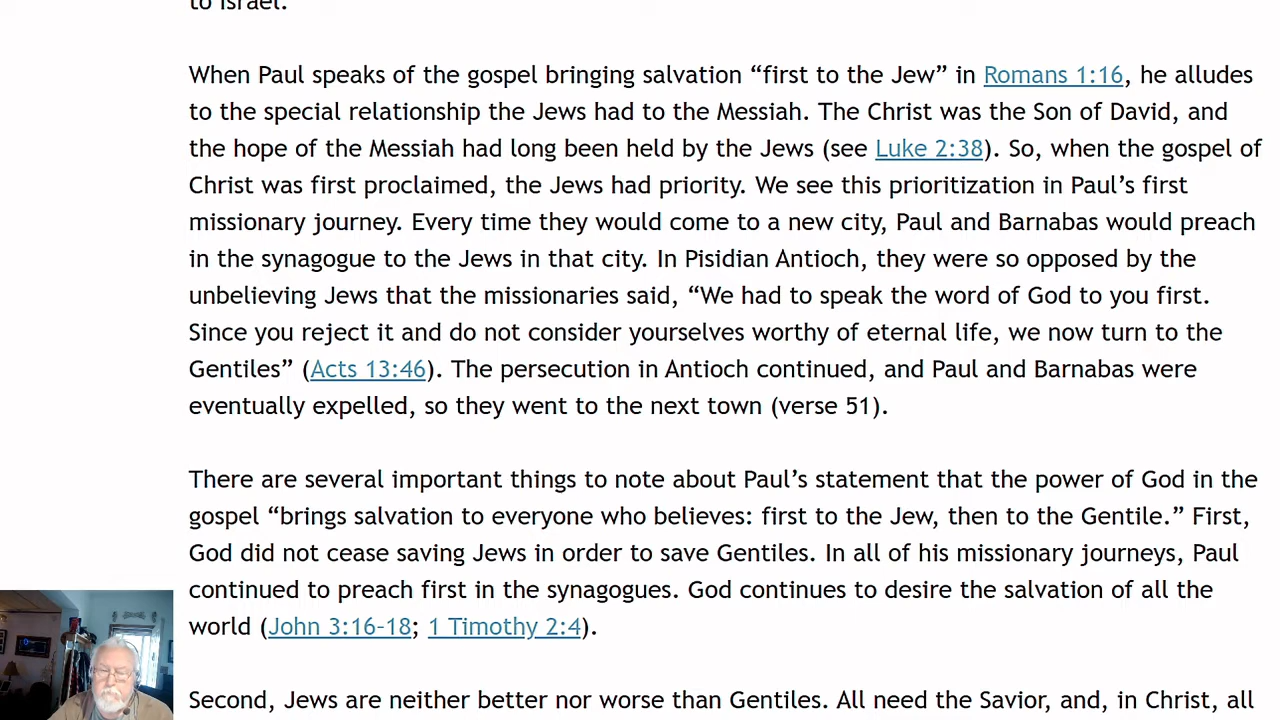 to Israel.
When Paul speaks of the gospel bringing salvation “first to the Jew” in Romans 1:16, he alludes
to the special relationship the Jews had to the Messiah. The Christ was the Son of David, and
the hope of the Messiah had long been held by the Jews (see Luke 2:38). So, when the gospel of
Christ was first proclaimed, the Jews had priority. We see this prioritization in Paul’s first
missionary journey. Every time they would come to a new city, Paul and Barnabas would preach
in the synagogue to the Jews in that city. In Pisidian Antioch, they were so opposed by the
unbelieving Jews that the missionaries said, “We had to speak the word of God to you first.
Since you reject it and do not consider yourselves worthy of eternal life, we now turn to the
Gentiles” (Acts 13:46). The persecution in Antioch continued, and Paul and Barnabas were
eventually expelled, so they went to the next town (verse 51).
There are several important things to note about Paul’s statement that the power of God in the
gospel “brings salvation to everyone who believes: first to the Jew, then to the Gentile.” First,
God did not cease saving Jews in order to save Gentiles. In all of his missionary journeys, Paul
continued to preach first in the synagogues. God continues to desire the salvation of all the
world (John 3:16-18; 1 Timothy 2:4).
Second, Jews are neither better nor worse than Gentiles. All need the Savior, and, in Christ, all